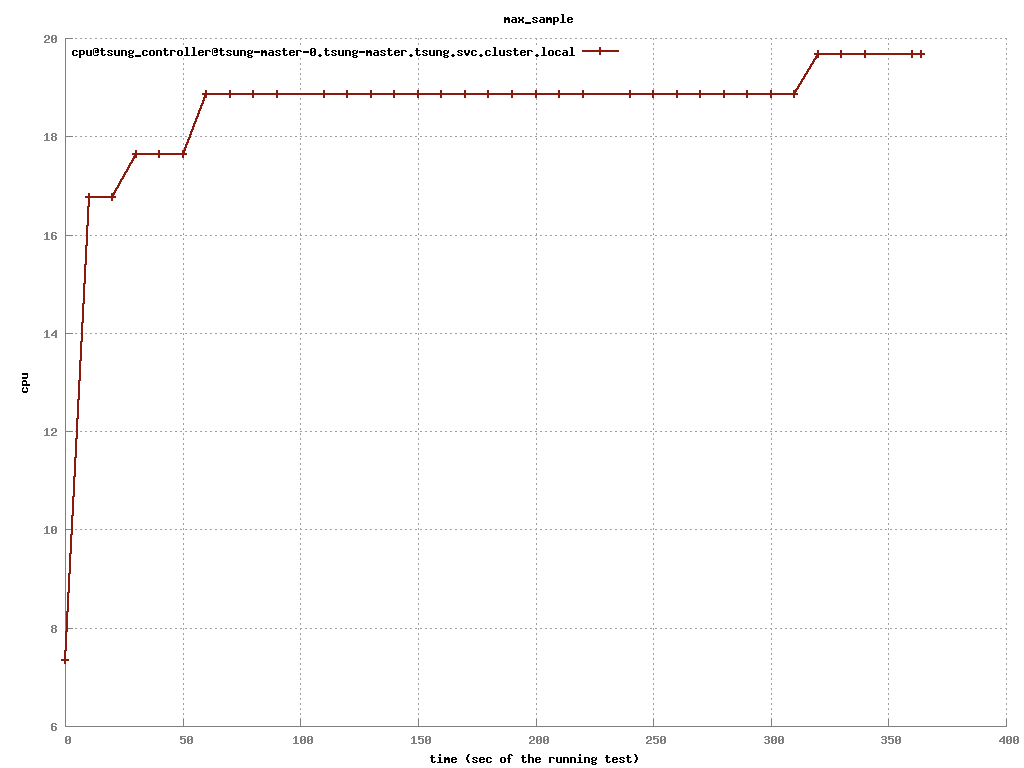 max_sample
cpu@tsung_controller@tsung-master-0.tsung-master.tsung.svc.cluster.local
20
18
16
14
12
10
8
6
cpu
0 50 100 150 200 250 300 350 400
time (sec of the running test)